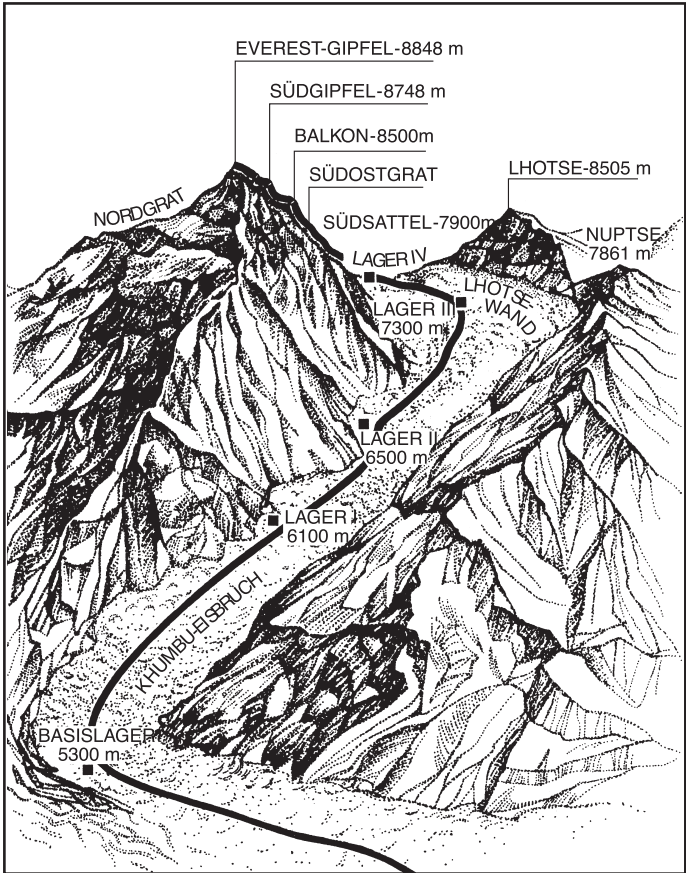 EVEREST-GIPFEL-8848 m
SÜDGIPFEL-8748 m
BALKON-8500m
SÜDOSTGRAT
LHOTSE-8505 m
NORDGRAT
SÜDSATTEL-7900m
NUPTSE
7861 m
LAGER IV
LHOTSE
WAND
LAGER III
7300 m
LAGER II
6500 m
LAGER I
6100 m
KHUMBU-EISBRUCH
BASISLAGER
5300 m